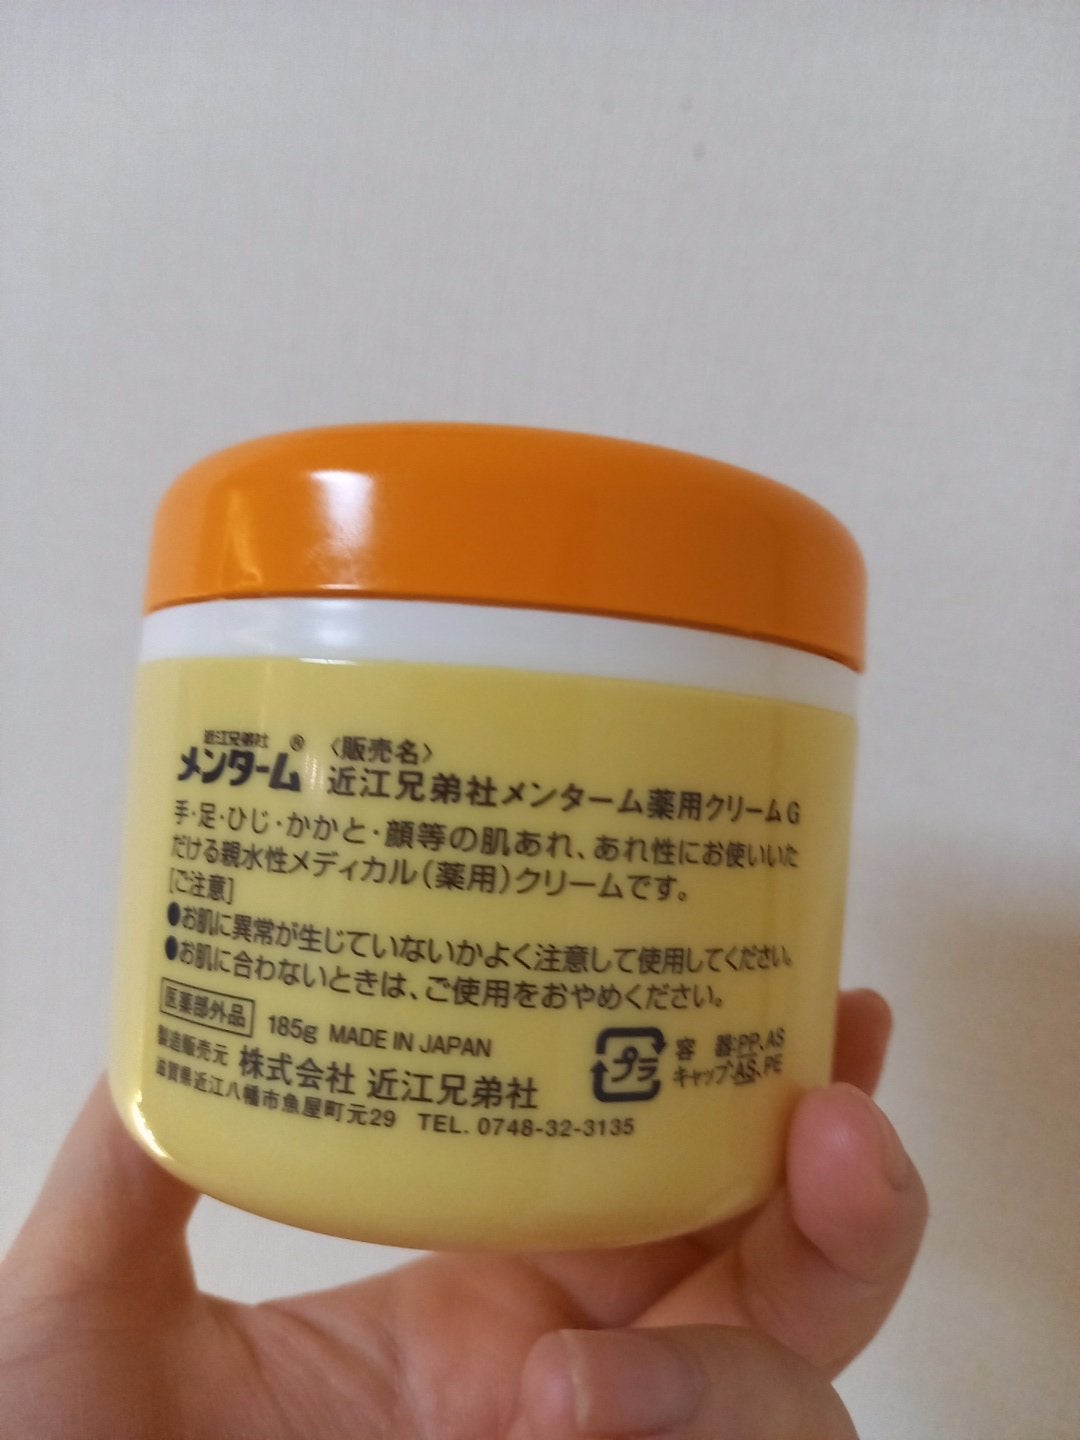 近江兄弟社
メンターム®
〈販売名〉
近江兄弟社メンターム薬用クリームG
手・足・ひじ・かかと・顔等の肌あれ、あれ性にお使いいた
だける親水性メディカル(薬用)クリームです。
[ご注意]
●お肌に異常が生じていないかよく注意して使用してください。
●お肌に合わないときは、ご使用をおやめください。
医薬部外品 185g MADE IN JAPAN
製造販売元 株式会社 近江兄弟社
滋賀県近江八幡市魚屋町元29 TEL. 0748-32-3135
プラ
容 器:PP、AS
キャップ:AS、PE